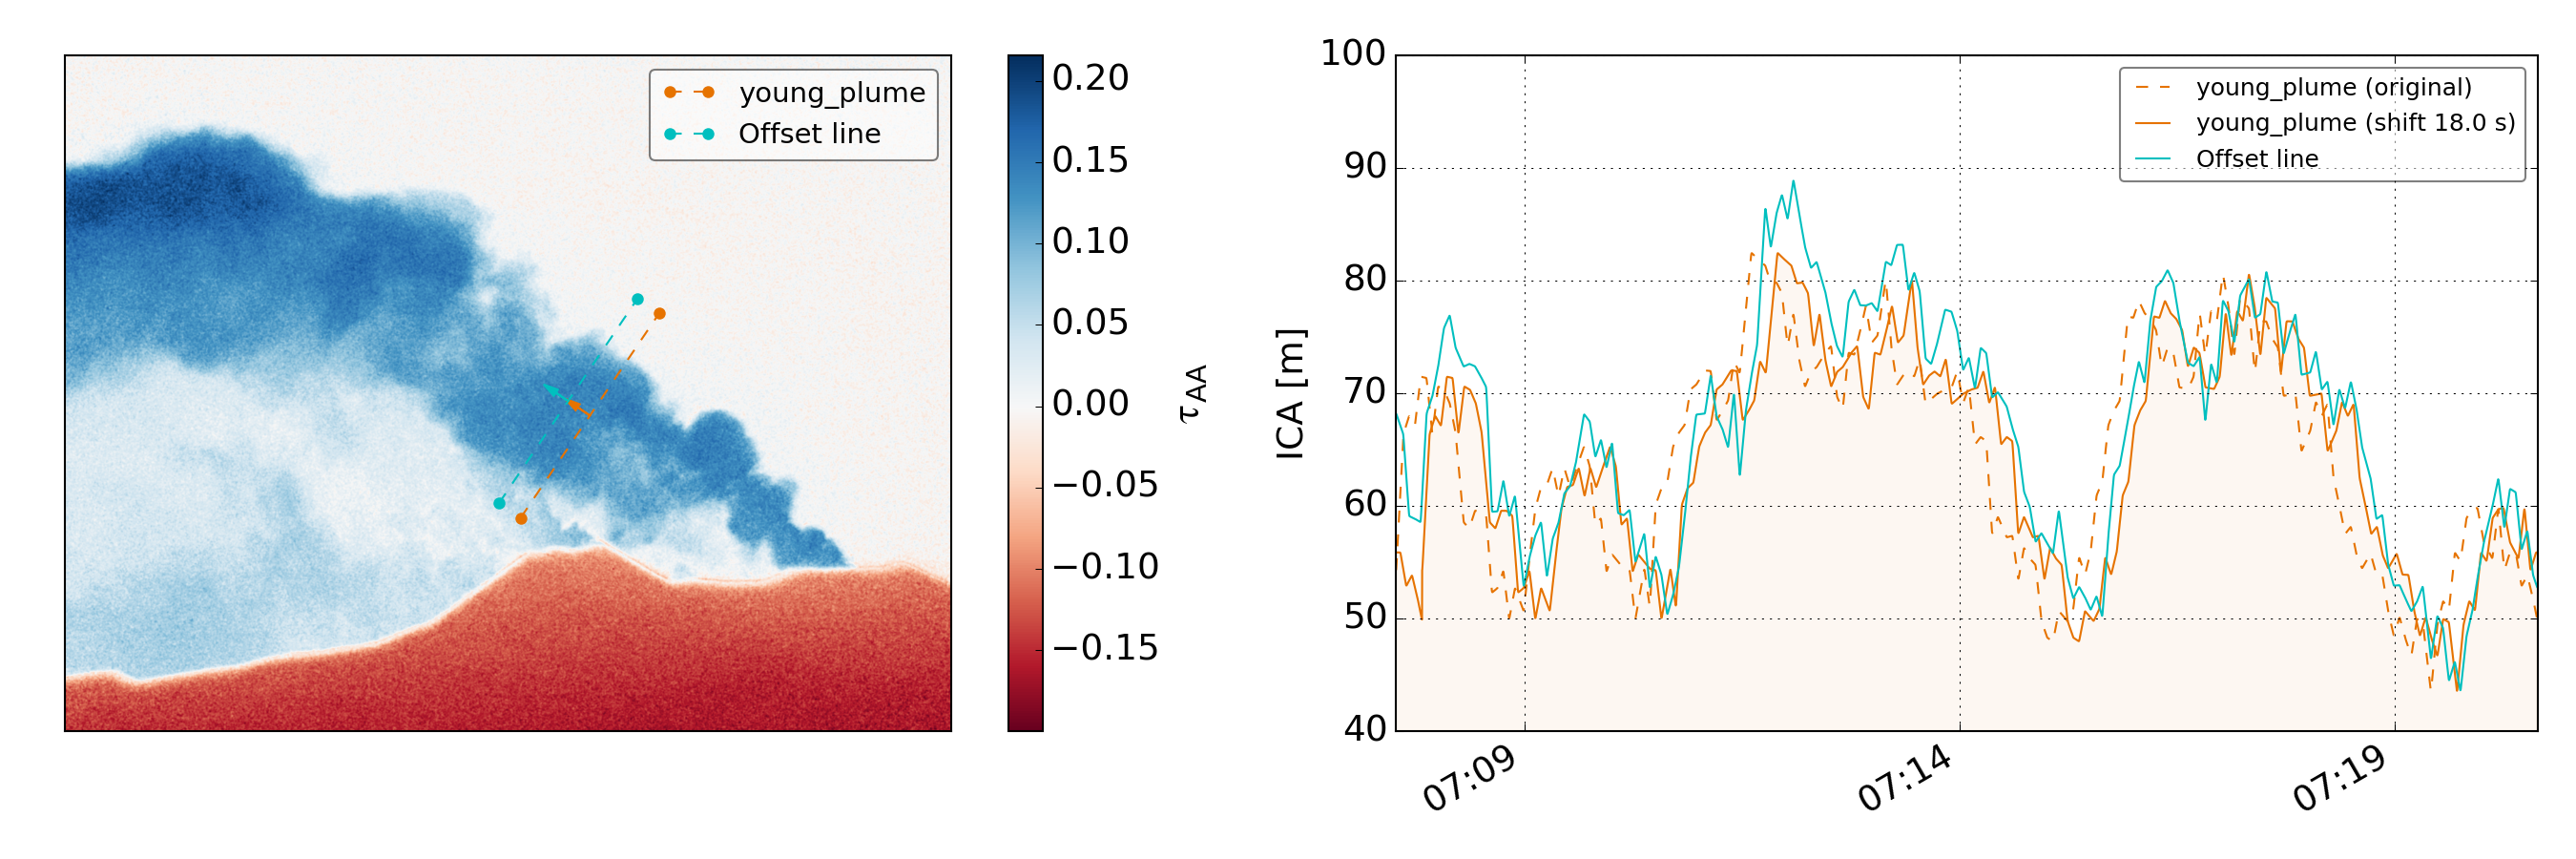 young_plume
Offset line
0.20
0.15
0.10
0.05
0.00
−0.05
−0.10
−0.15
τAA
ICA [m]
100
90
80
70
60
50
40
young_plume (original)
young_plume (shift 18.0 s)
Offset line
07:09
07:14
07:19